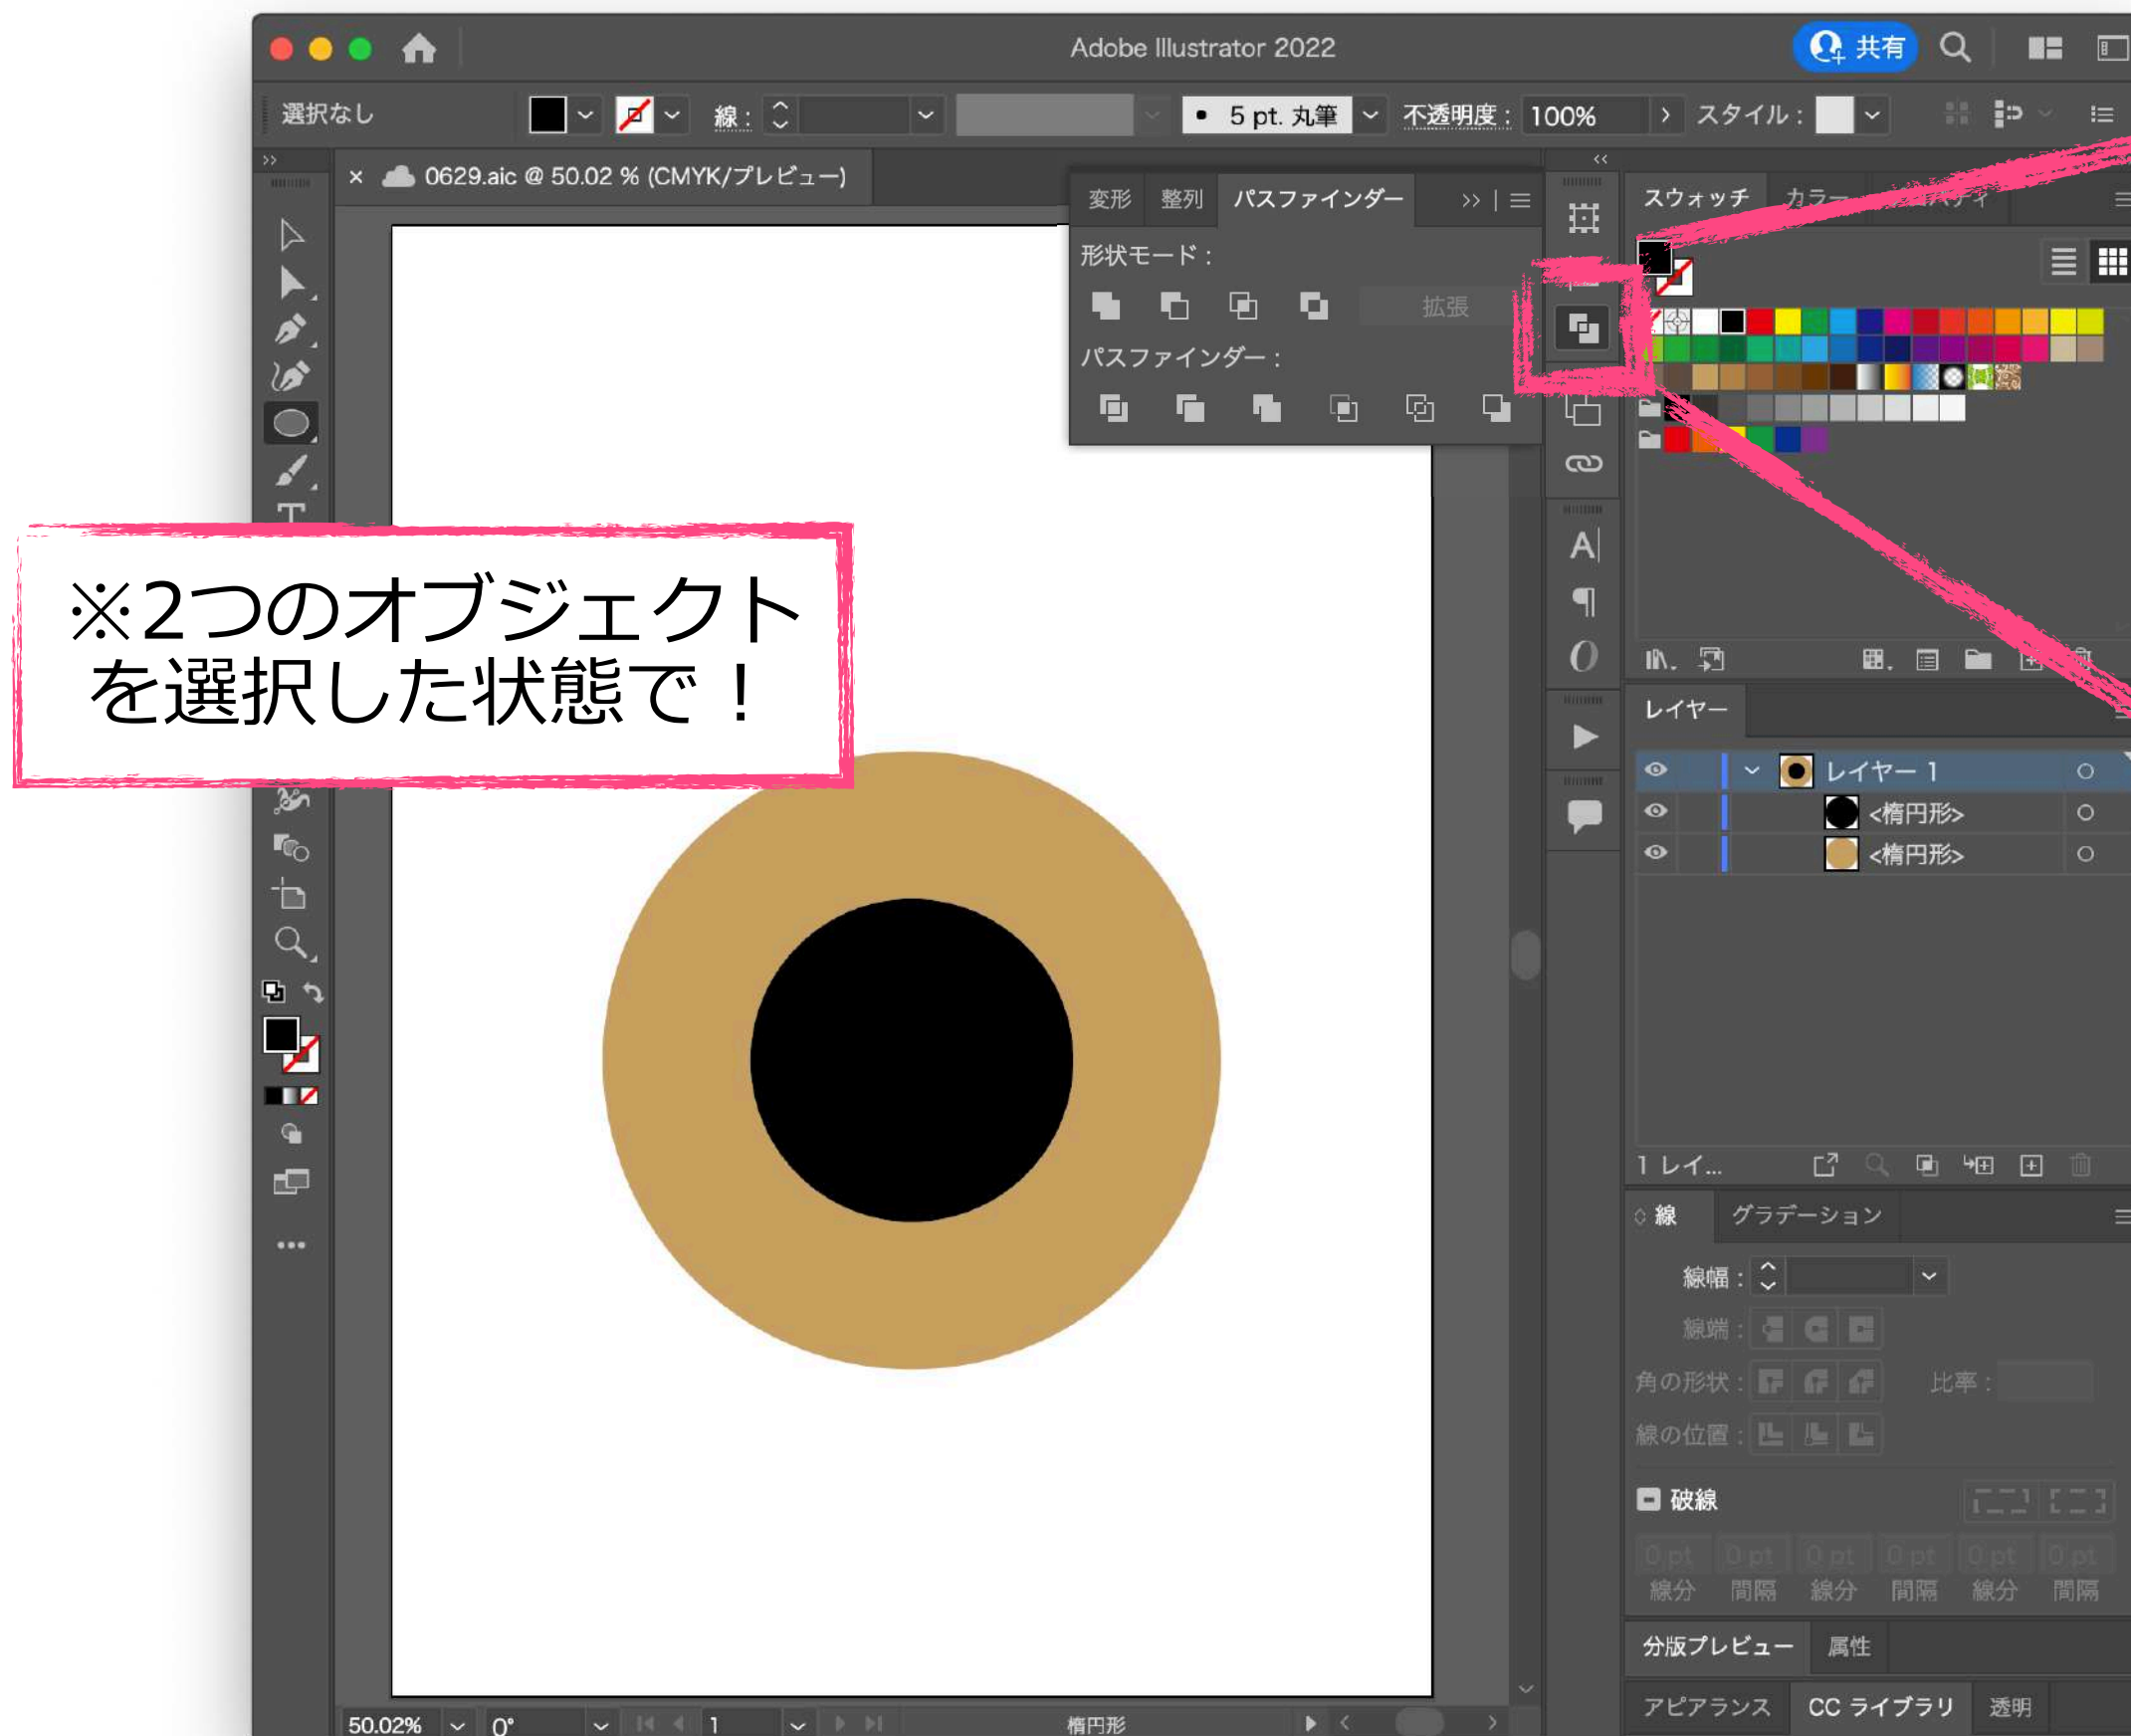 Adobe Illustrator 2022
共有
選択なし
線：
5 pt. 丸筆
不透明度：
100%
スタイル：
0629.aic @ 50.02 % (CMYK/プレビュー)
変形
整列
パスファインダー
形状モード：
拡張
パスファインダー：
スウォッチ
カラー
※2つのオブジェクト
を選択した状態で！
レイヤー
レイヤー 1
<楕円形>
<楕円形>
1 レイ...
線
グラデーション
線幅：
線端：
角の形状：
比率：
線の位置：
破線
0 pt 0 pt 0 pt 0 pt 0 pt 0 pt
線分 間隔 線分 間隔 線分 間隔
分版プレビュー
属性
アピアランス
CC ライブラリ
透明
50.02%
0°
1
楕円形